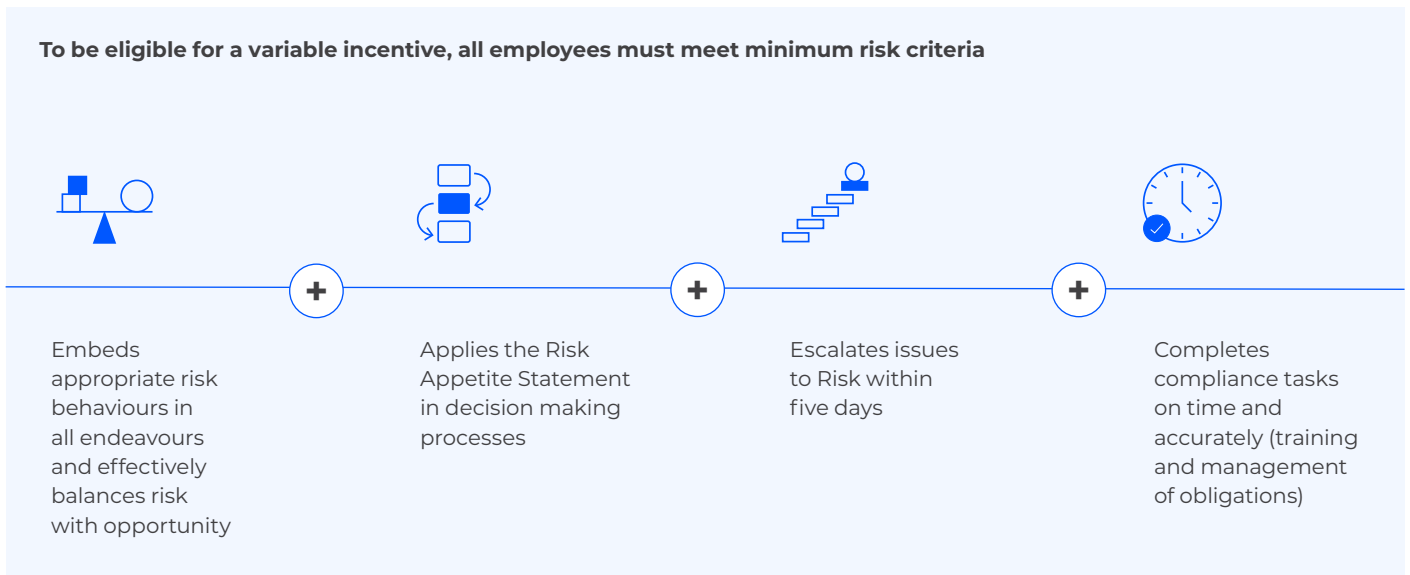 To be eligible for a variable incentive, all employees must meet minimum risk criteria
Embeds
appropriate risk
behaviours in
all endeavours
and effectively
balances risk
with opportunity
Applies the Risk
Appetite Statement
in decision making
processes
Escalates issues
to Risk within
five days
Completes
compliance tasks
on time and
accurately (training
and management
of obligations)